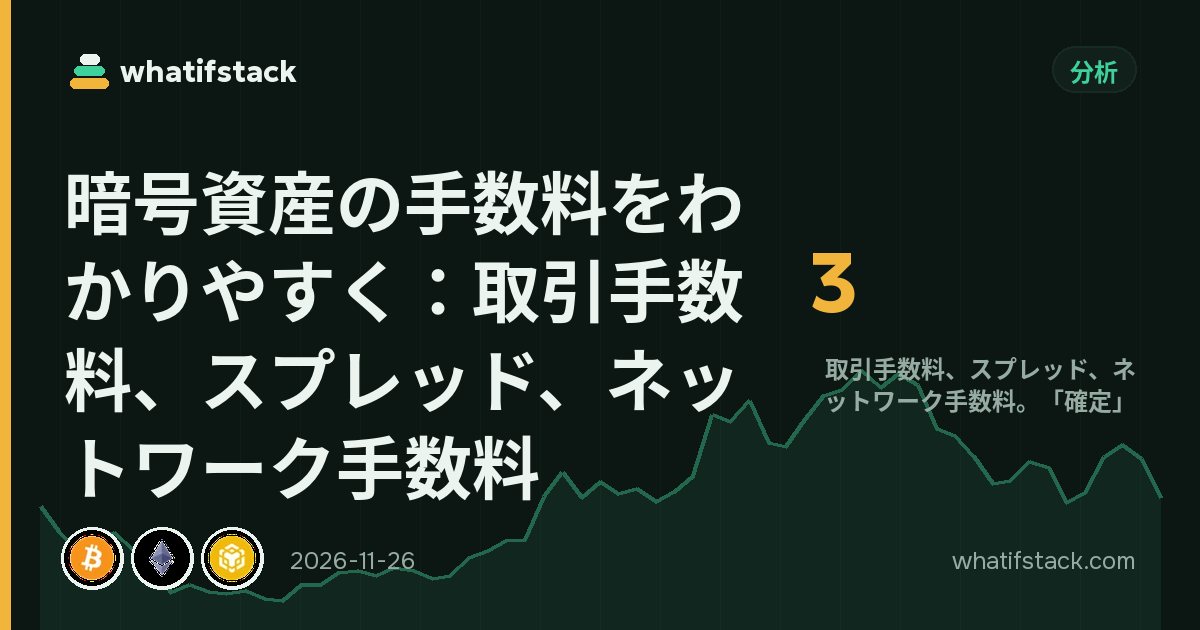 whatifstack
分析
暗号資産の手数料をわ
かりやすく：取引手数
料、スプレッド、ネッ
トワーク手数料
3
取引手数料、スプレッド、ネ
ットワーク手数料。「確定」
2026-11-26
whatifstack.com